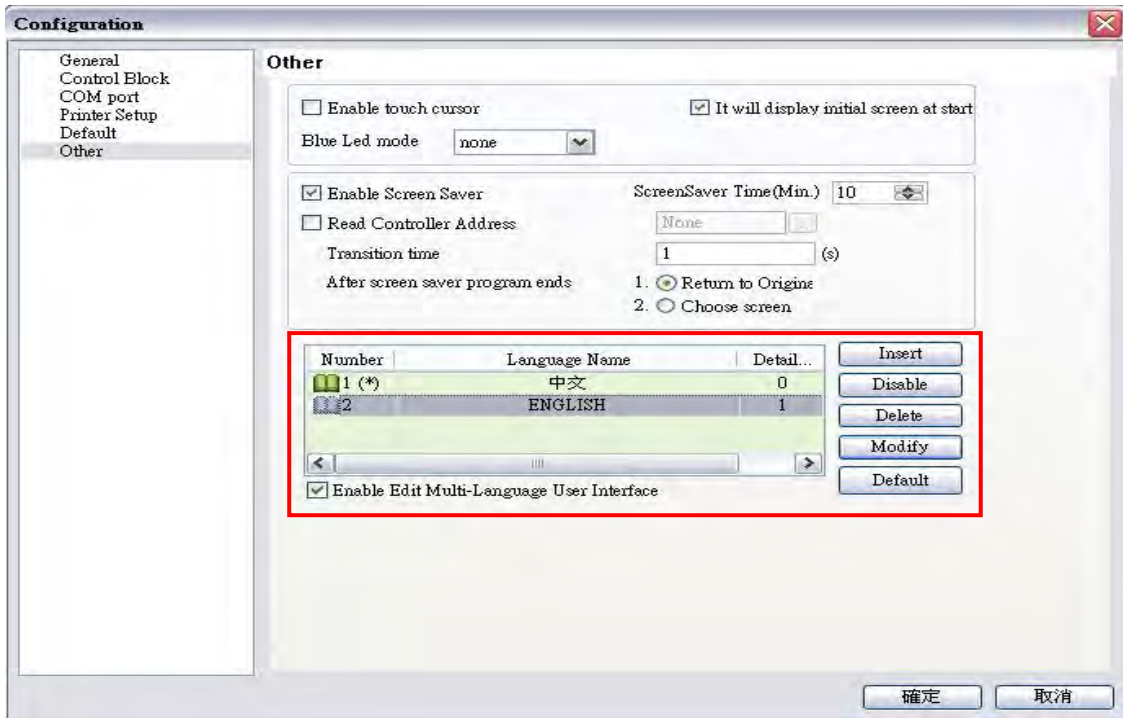 Configuration
General
Control Block
COM port
Printer Setup
Default
Other
Other
Enable touch cursor
It will display initial screen at start
Blue Led mode none
Enable Screen Saver
ScreenSaver Time(Min.) 10
Read Controller Address None
Transition time 1 (s)
After screen saver program ends 1. Return to Origina
2. Choose screen
Number Language Name Detail...
1 (*) 中文 0
2 ENGLISH 1
Insert
Disable
Delete
Modify
Default
Enable Edit Multi-Language User Interface
確定 取消